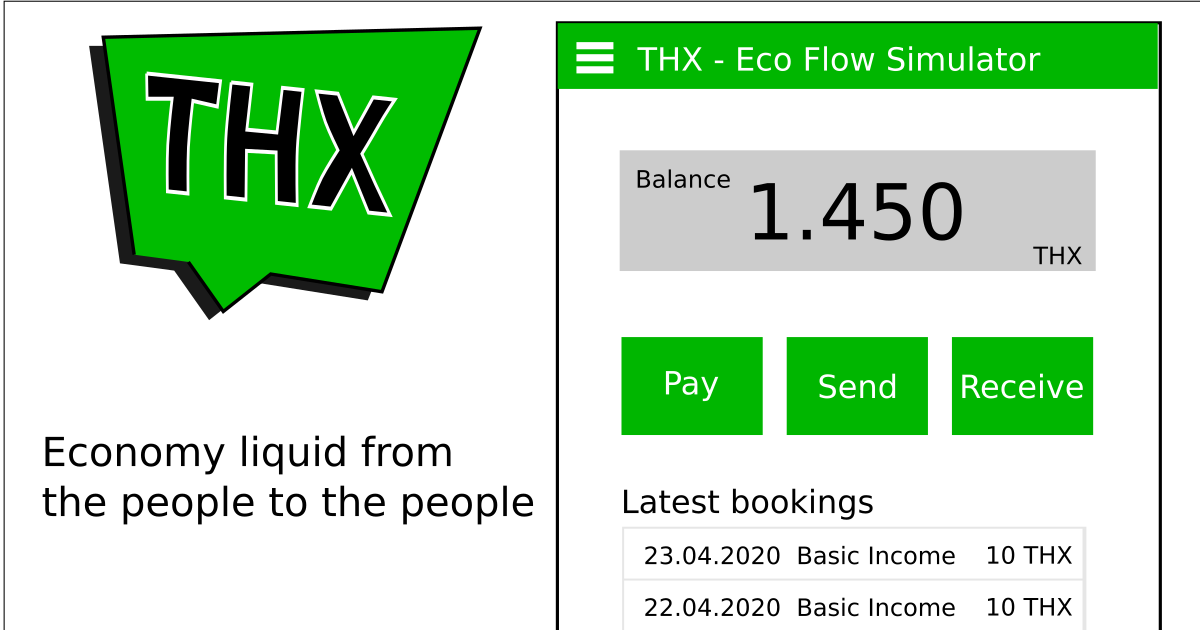 THX
Economy liquid from
the people to the people
THX - Eco Flow Simulator
Balance
1.450
THX
Pay
Send
Receive
Latest bookings
23.04.2020 Basic Income 10 THX
22.04.2020 Basic Income 10 THX